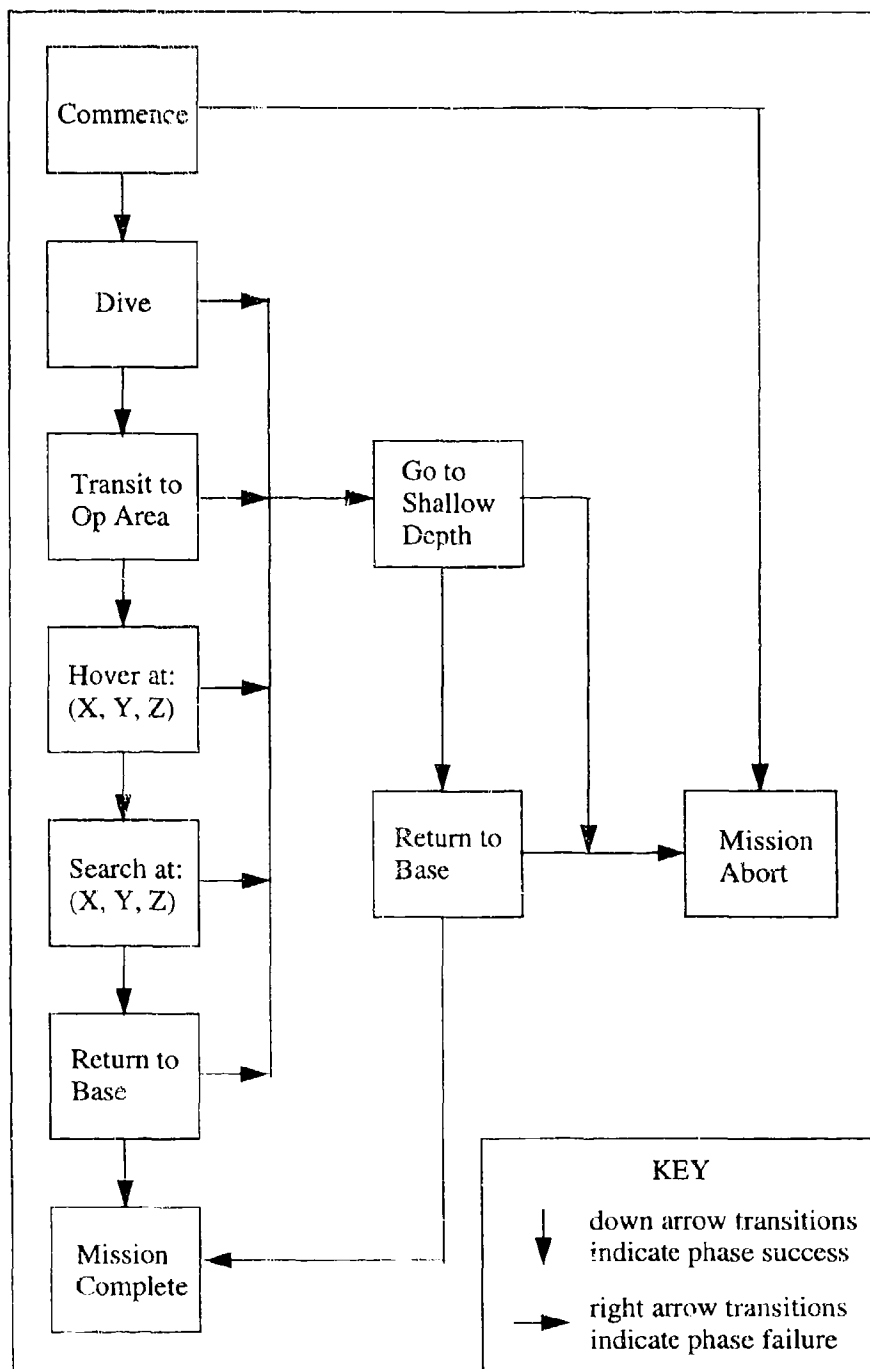 Commence
Dive
Transit to
Op Area
Go to
Shallow
Depth
Hover at:
(X, Y, Z)
Search at:
(X, Y, Z)
Return to
Base
Mission
Abort
Return to
Base
Mission
Complete
KEY
down arrow transitions
indicate phase success
right arrow transitions
indicate phase failure